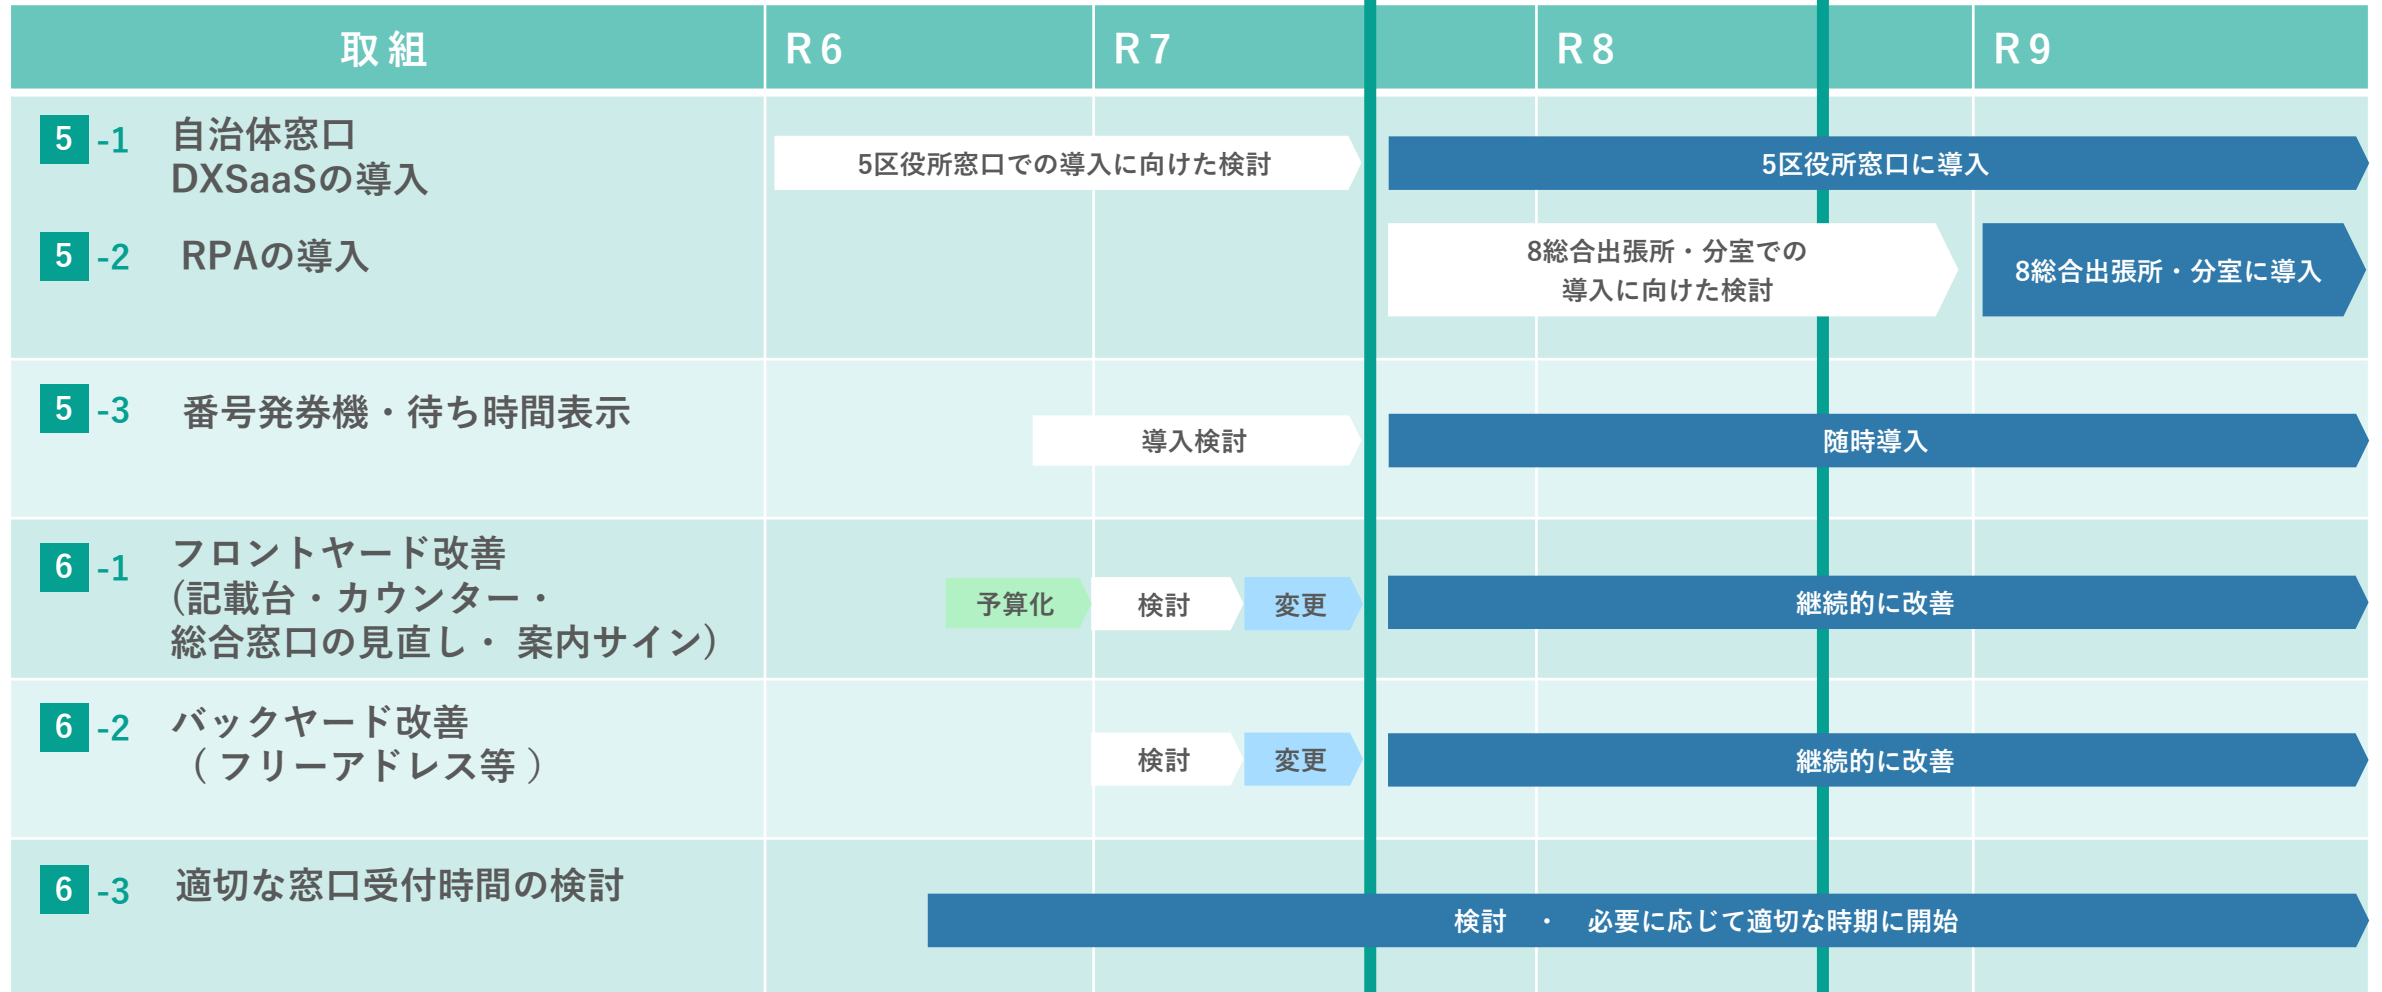 取組 R6 R7 R8 R9
5 -1 自治体窓口
DXSaaSの導入
5区役所窓口での導入に向けた検討
5区役所窓口に導入
5 -2 RPAの導入
8総合出張所・分室での
導入に向けた検討
8総合出張所・分室に導入
5 -3 番号発券機・待ち時間表示
導入検討
随時導入
6 -1 フロントヤード改善
(記載台・カウンター・
総合窓口の見直し・ 案内サイン)
予算化
検討
変更
継続的に改善
6 -2 バックヤード改善
（ フリーアドレス等 ）
検討
変更
継続的に改善
6 -3 適切な窓口受付時間の検討
検討 ・ 必要に応じて適切な時期に開始